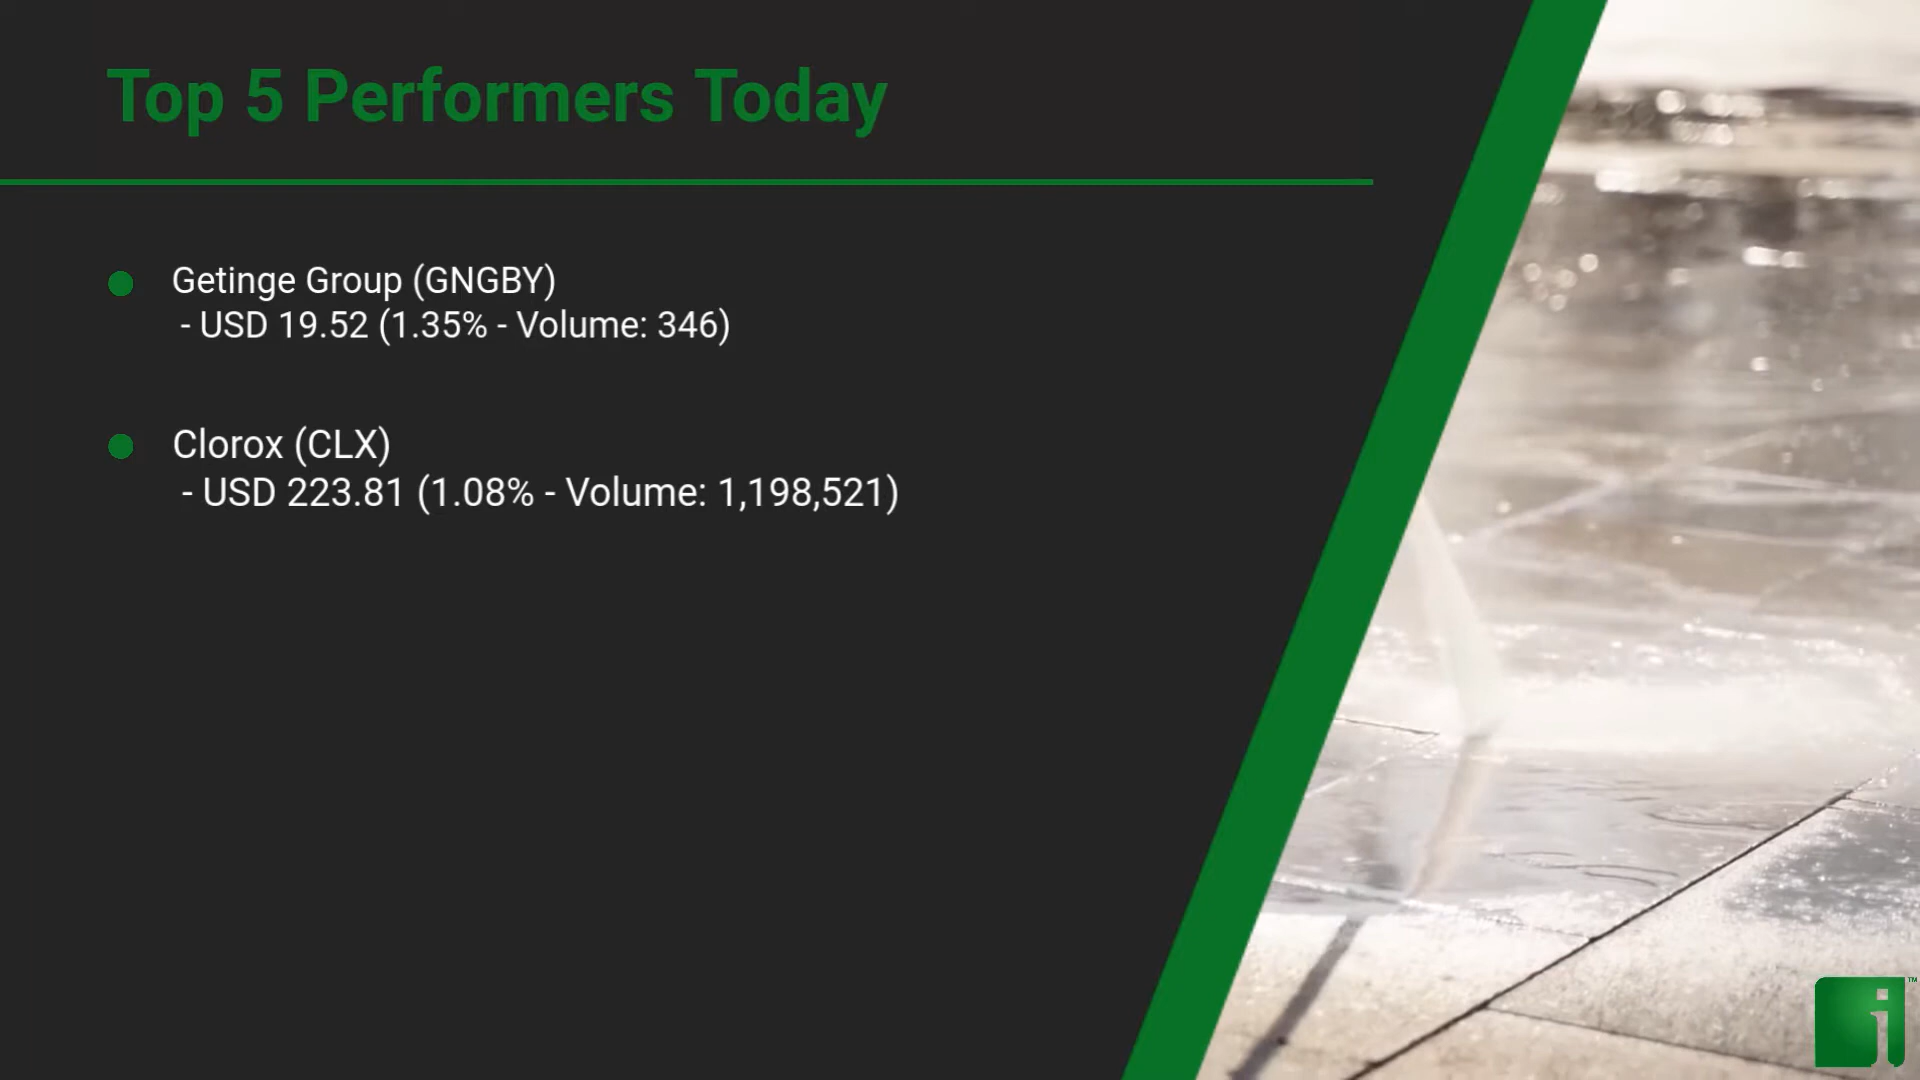 Top 5 Performers Today
Getinge Group (GNGBY)
- USD 19.52 (1.35% - Volume: 346)
Clorox (CLX)
- USD 223.81 (1.08% - Volume: 1,198,521)
i
TM